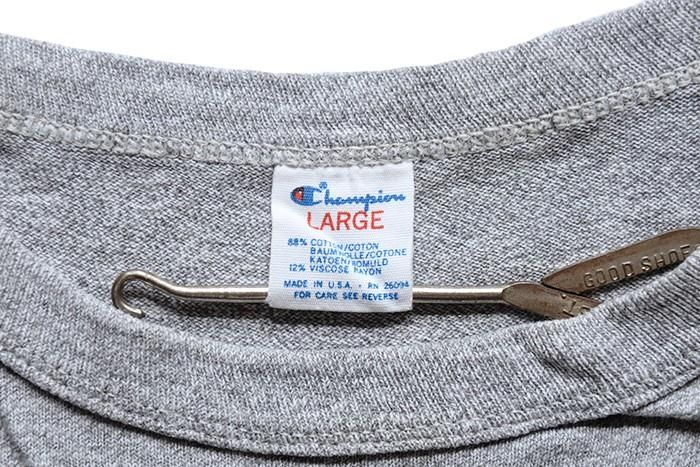 Champion®
LARGE
88% COTTON/COTON
BAUMWOLLE/COTONE
KATOEN/BOMULD
12% VISCOSE RAYON
MADE IN U.S.A. • RN 26094
FOR CARE SEE REVERSE
GOOD SHOE